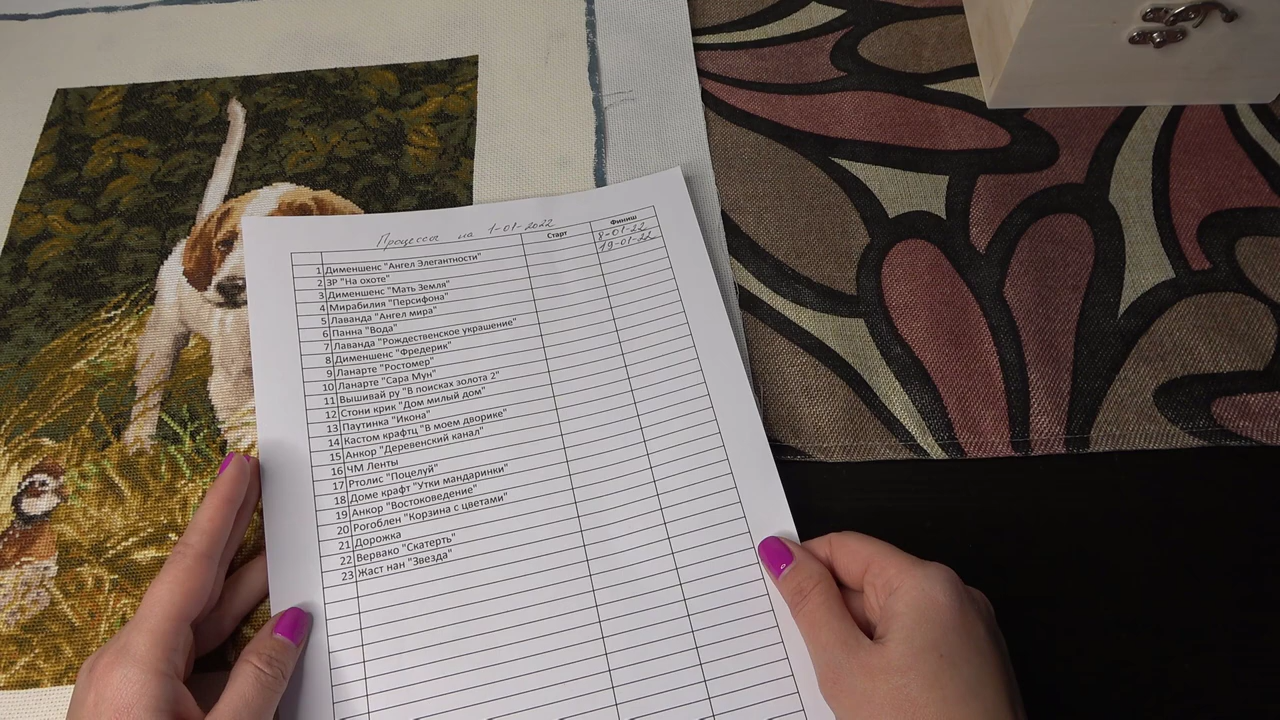 Процессы на 1-01-2022
Старт Финиш
1 Дименшенс "Ангел Элегантности" 8-01-22
2 ЗР "На охоте" 19-01-22
3 Дименшенс "Мать Земля"
4 Мирабилия "Персифона"
5 Лаванда "Ангел мира"
6 Панна "Вода"
7 Лаванда "Рождественское украшение"
8 Дименшенс "Фредерик"
9 Ланарте "Ростомер"
10 Ланарте "Сара Мун"
11 Вышивай ру "В поисках золота 2"
12 Стони крик "Дом милый дом"
13 Паутинка "Икона"
14 Кастом крафтц "В моем дворике"
15 Анкор "Деревенский канал"
16 ЧМ Ленты
17 Ртолис "Поцелуй"
18 Доме крафт "Утки мандаринки"
19 Анкор "Востоковедение"
20 Рогоблен "Корзина с цветами"
21 Дорожка
22 Вервако "Скатерть"
23 Жаст нан "Звезда"